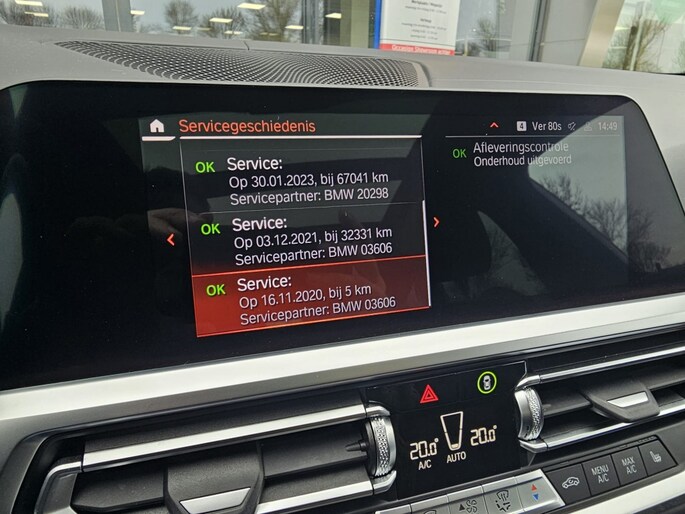 Servicegeschiedenis
4 Ver 80s 14:49
OK Service:
Op 30.01.2023, bij 67041 km
Servicepartner: BMW 20298
OK Service:
Op 03.12.2021, bij 32331 km
Servicepartner: BMW 03606
OK Service:
Op 16.11.2020, bij 5 km
Servicepartner: BMW 03606
OK Afleveringscontrole
Onderhoud uitgevoerd
20.0 20.0
A/C AUTO
MENU A/C
MAX A/C